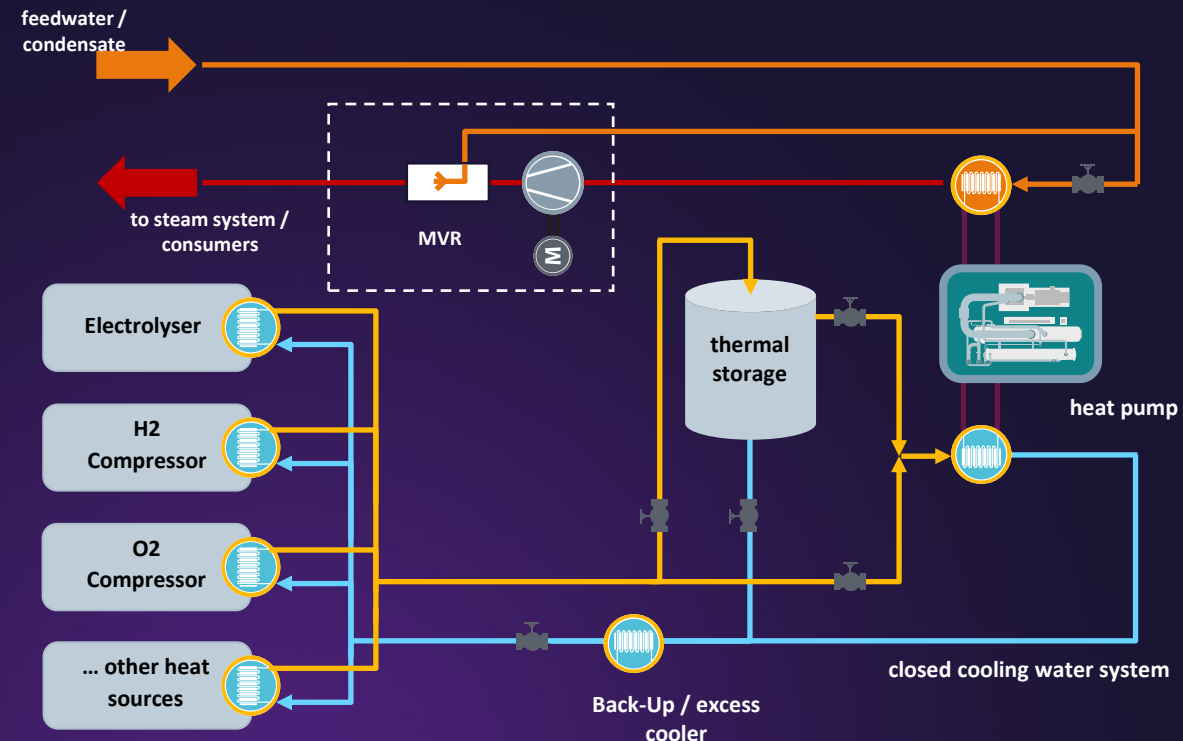 feedwater /
condensate
to steam system /
consumers
MVR
M
Electrolyser
thermal
storage
heat pump
H2
Compressor
O2
Compressor
... other heat
sources
closed cooling water system
Back-Up / excess
cooler